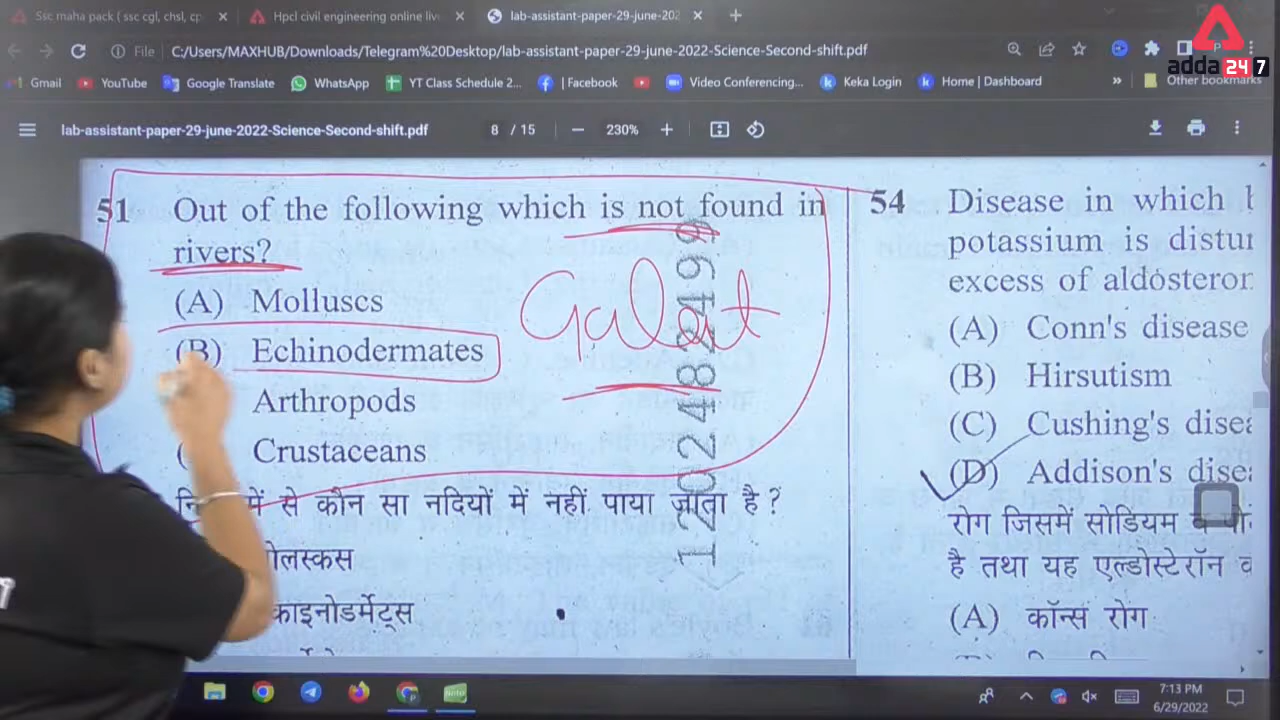 Ssc maha pack ( ssc cgl, chsl, cp
Hpcl civil engineering online live
lab-assistant-paper-29-june-202
File
C:/Users/MAXHUB/Downloads/Telegram%20Desktop/lab-assistant-paper-29-june-2022-Science-Second-shift.pdf
adda 24 7
Gmail
YouTube
Google Translate
WhatsApp
YT Class Schedule 2...
| Facebook
Video Conferencing...
Keka Login
Home | Dashboard
»
Other bookmarks
lab-assistant-paper-29-june-2022-Science-Second-shift.pdf
8 / 15
230%
51 Out of the following which is not found in
rivers?
(A) Molluscs
(B) Echinodermates
Arthropods
( Crustaceans
Galat
1202482499
में से कौन सा नदियों में नहीं पाया जाता है ?
लस्कस
काइनोडर्मेट्स
54 Disease in which b
potassium is distur
excess of aldosteron
(A) Conn's disease
(B) Hirsutism
(C) Cushing's disea
(D) Addison's disea
रोग जिसमें सोडियम व पो
है तथा यह एल्डोस्टेरॉन व
(A) कॉन्स रोग
7:13 PM
6/29/2022